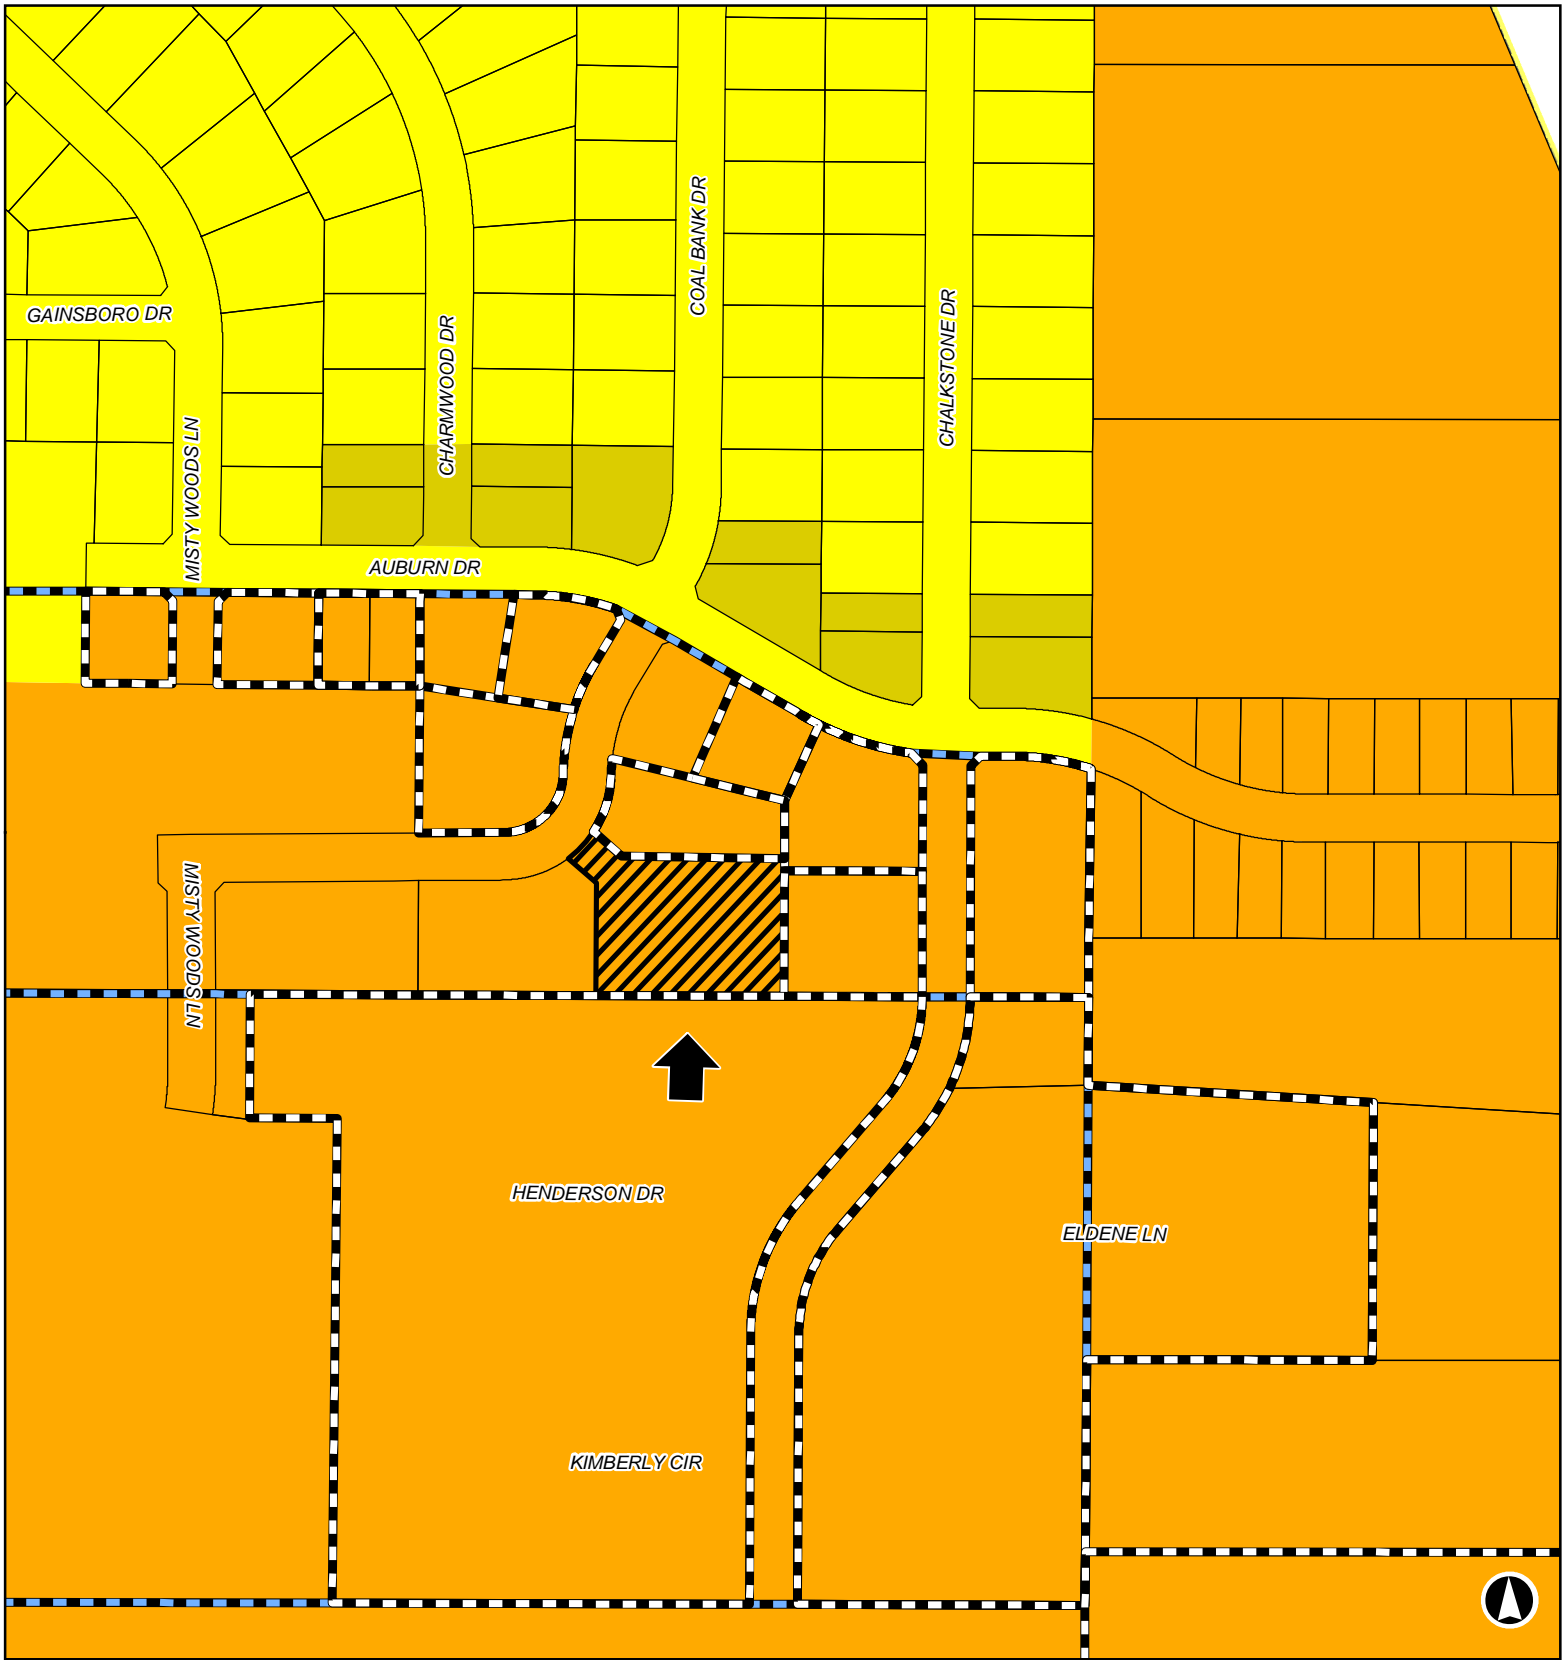 COAL BANK DR
GAINSBORO DR
CHARMWOOD DR
CHALKSTONE DR
MISTY WOODS LN
AUBURN DR
MISTY WOODS LN
HENDERSON DR
ELDENE LN
KIMBERLY CIR